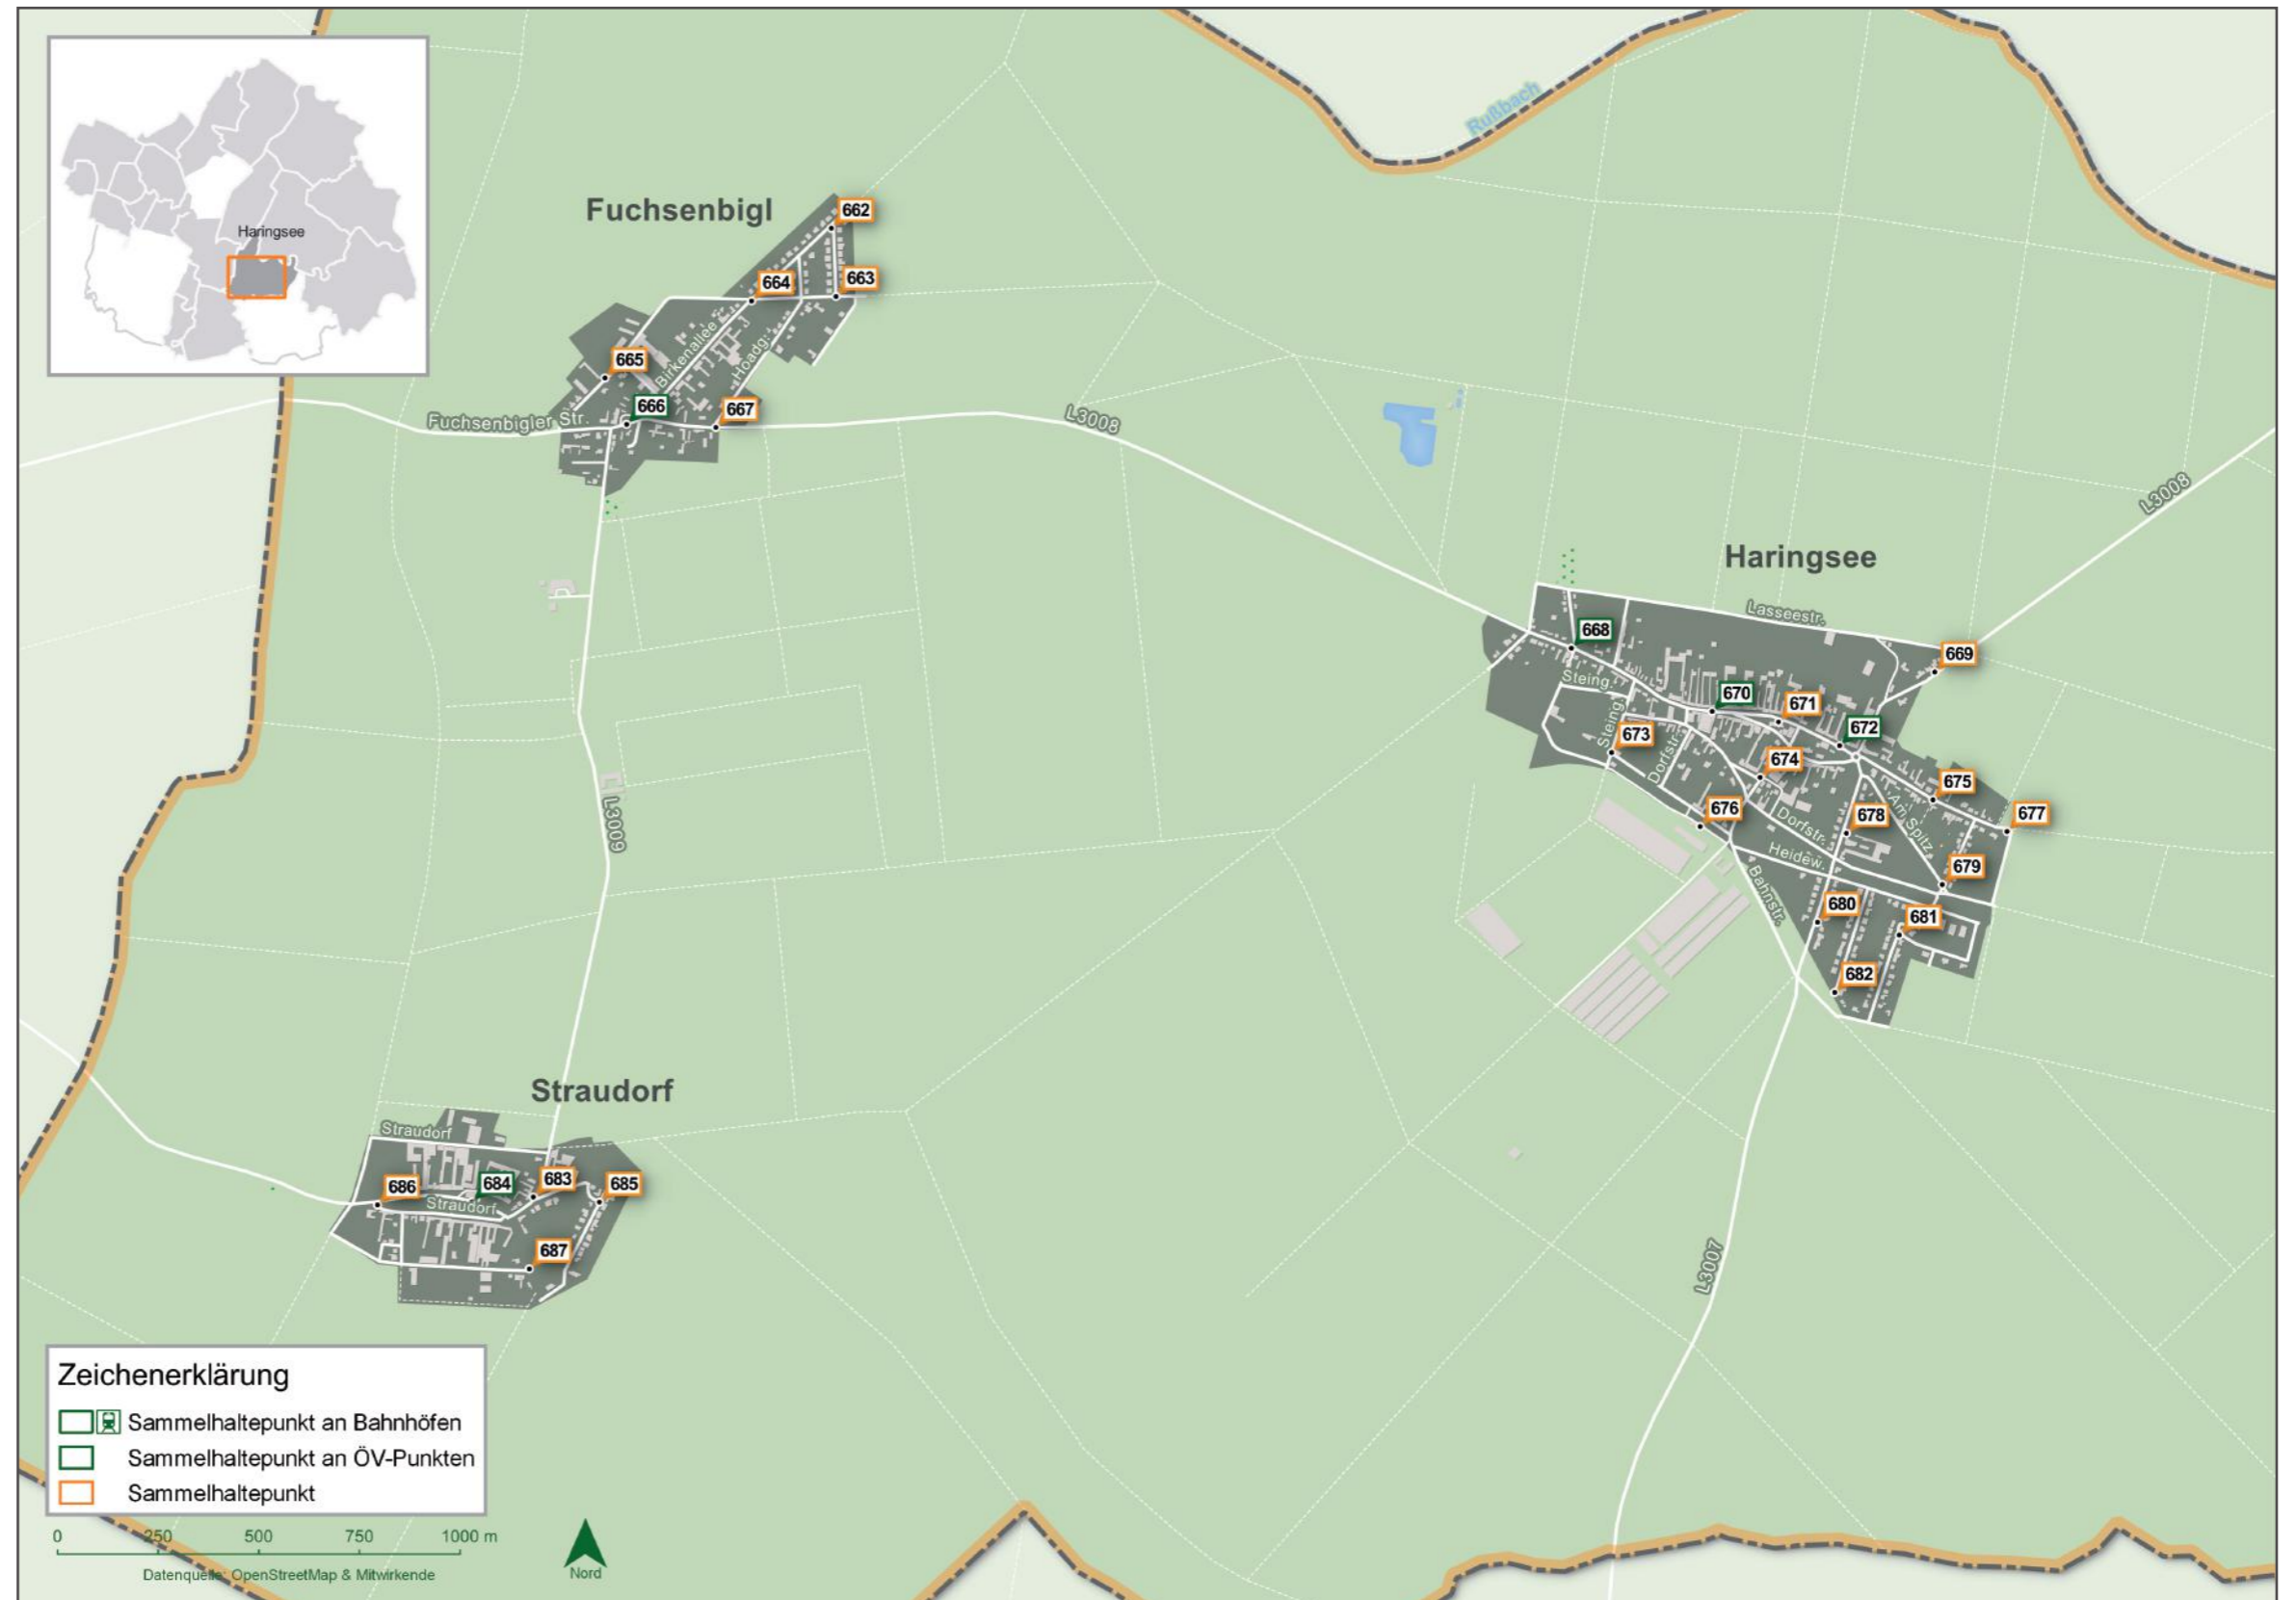 Haringsee
Rußbach
Fuchsenbigl
662
663
664
665
Birkenallee
Hoadg.
666
667
Fuchsenbigler Str.
L3008
L3008
Haringsee
Lasseestr.
668
669
Steing.
670
671
672
Steing.
673
Dorfstr.
674
675
676
677
678
Am Spitz
Dorfstr.
Heidew.
679
Bahnstr.
680
681
682
L3009
Straudorf
Straudorf
683
684
685
686
Straudorf
687
L3007
Zeichenerklärung
Sammelhaltepunkt an Bahnhöfen
Sammelhaltepunkt an ÖV-Punkten
Sammelhaltepunkt
0 250 500 750 1000 m
Datenquelle: OpenStreetMap & Mitwirkende
Nord